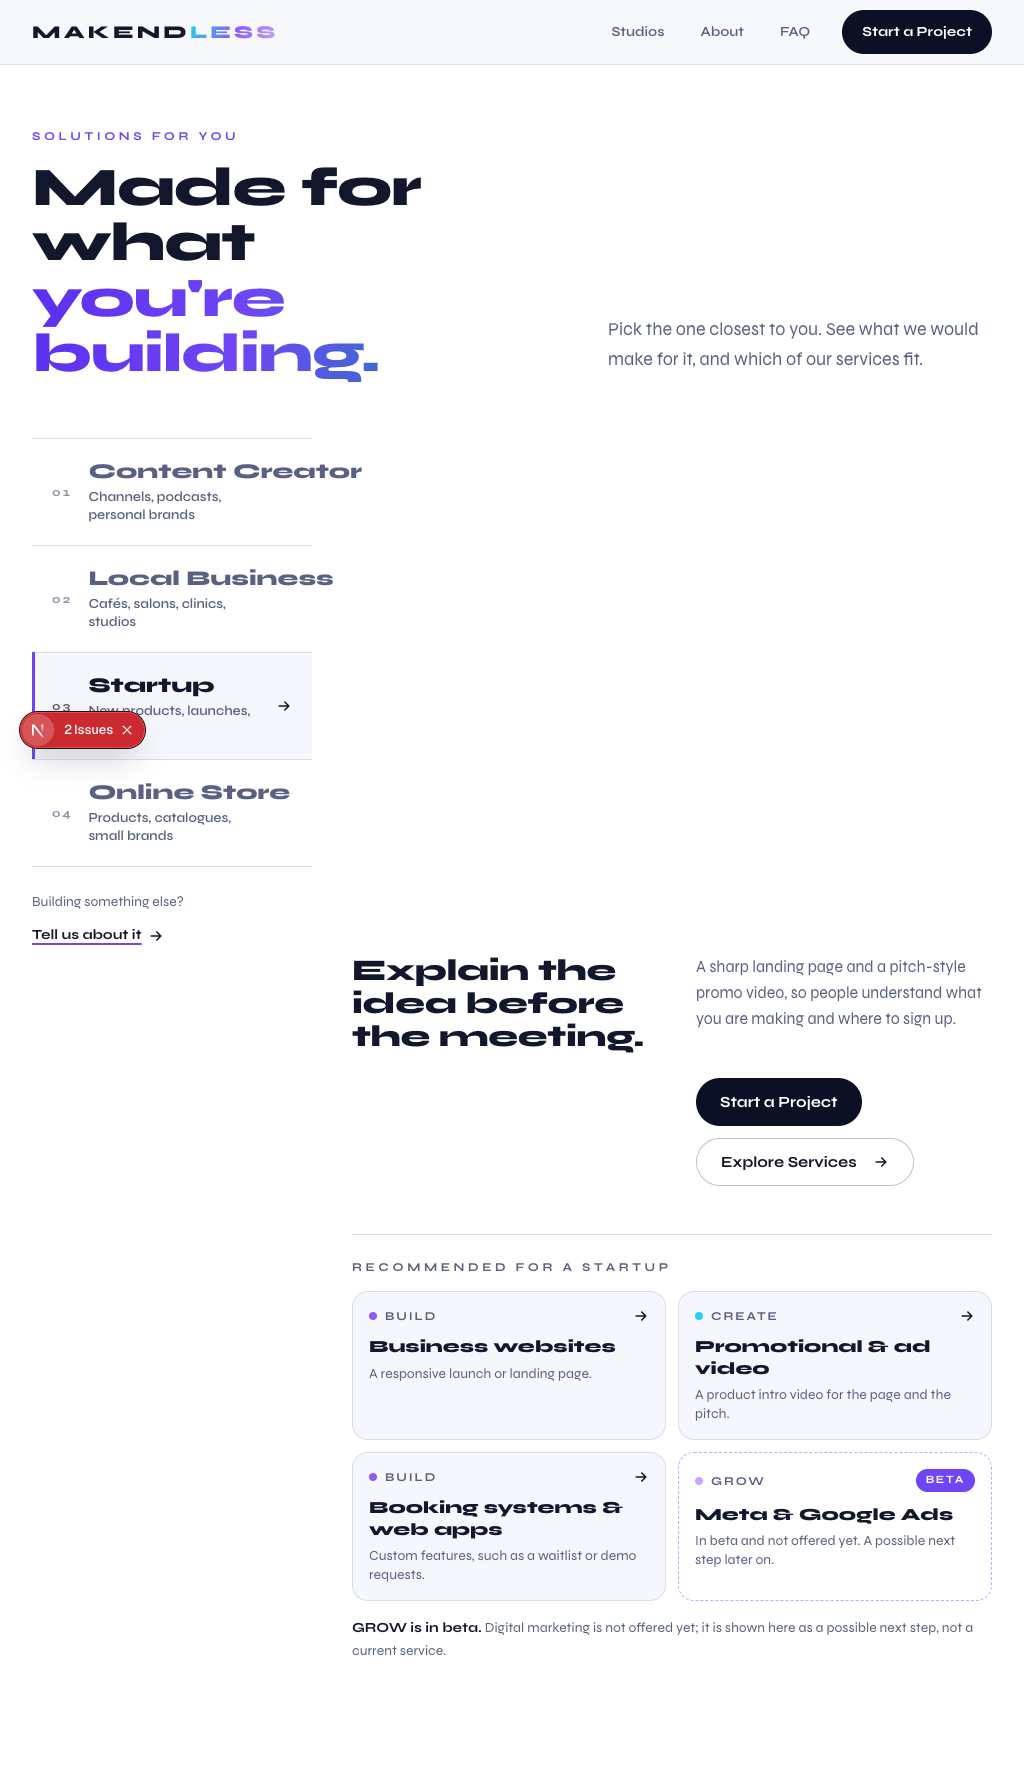 MAKENDLESS
Studios
About
FAQ
Start a Project
SOLUTIONS FOR YOU
Made for
what
you're
building.
Pick the one closest to you. See what we would
make for it, and which of our services fit.
01
Content Creator
Channels, podcasts,
personal brands
02
Local Business
Cafés, salons, clinics,
studios
03
Startup
New products, launches,
2 Issues
04
Online Store
Products, catalogues,
small brands
Building something else?
Tell us about it
Explain the
idea before
the meeting.
A sharp landing page and a pitch-style
promo video, so people understand what
you are making and where to sign up.
Start a Project
Explore Services
RECOMMENDED FOR A STARTUP
BUILD
Business websites
A responsive launch or landing page.
CREATE
Promotional & ad
video
A product intro video for the page and the
pitch.
BUILD
Booking systems &
web apps
Custom features, such as a waitlist or demo
requests.
GROW
BETA
Meta & Google Ads
In beta and not offered yet. A possible next
step later on.
GROW is in beta. Digital marketing is not offered yet; it is shown here as a possible next step, not a
current service.